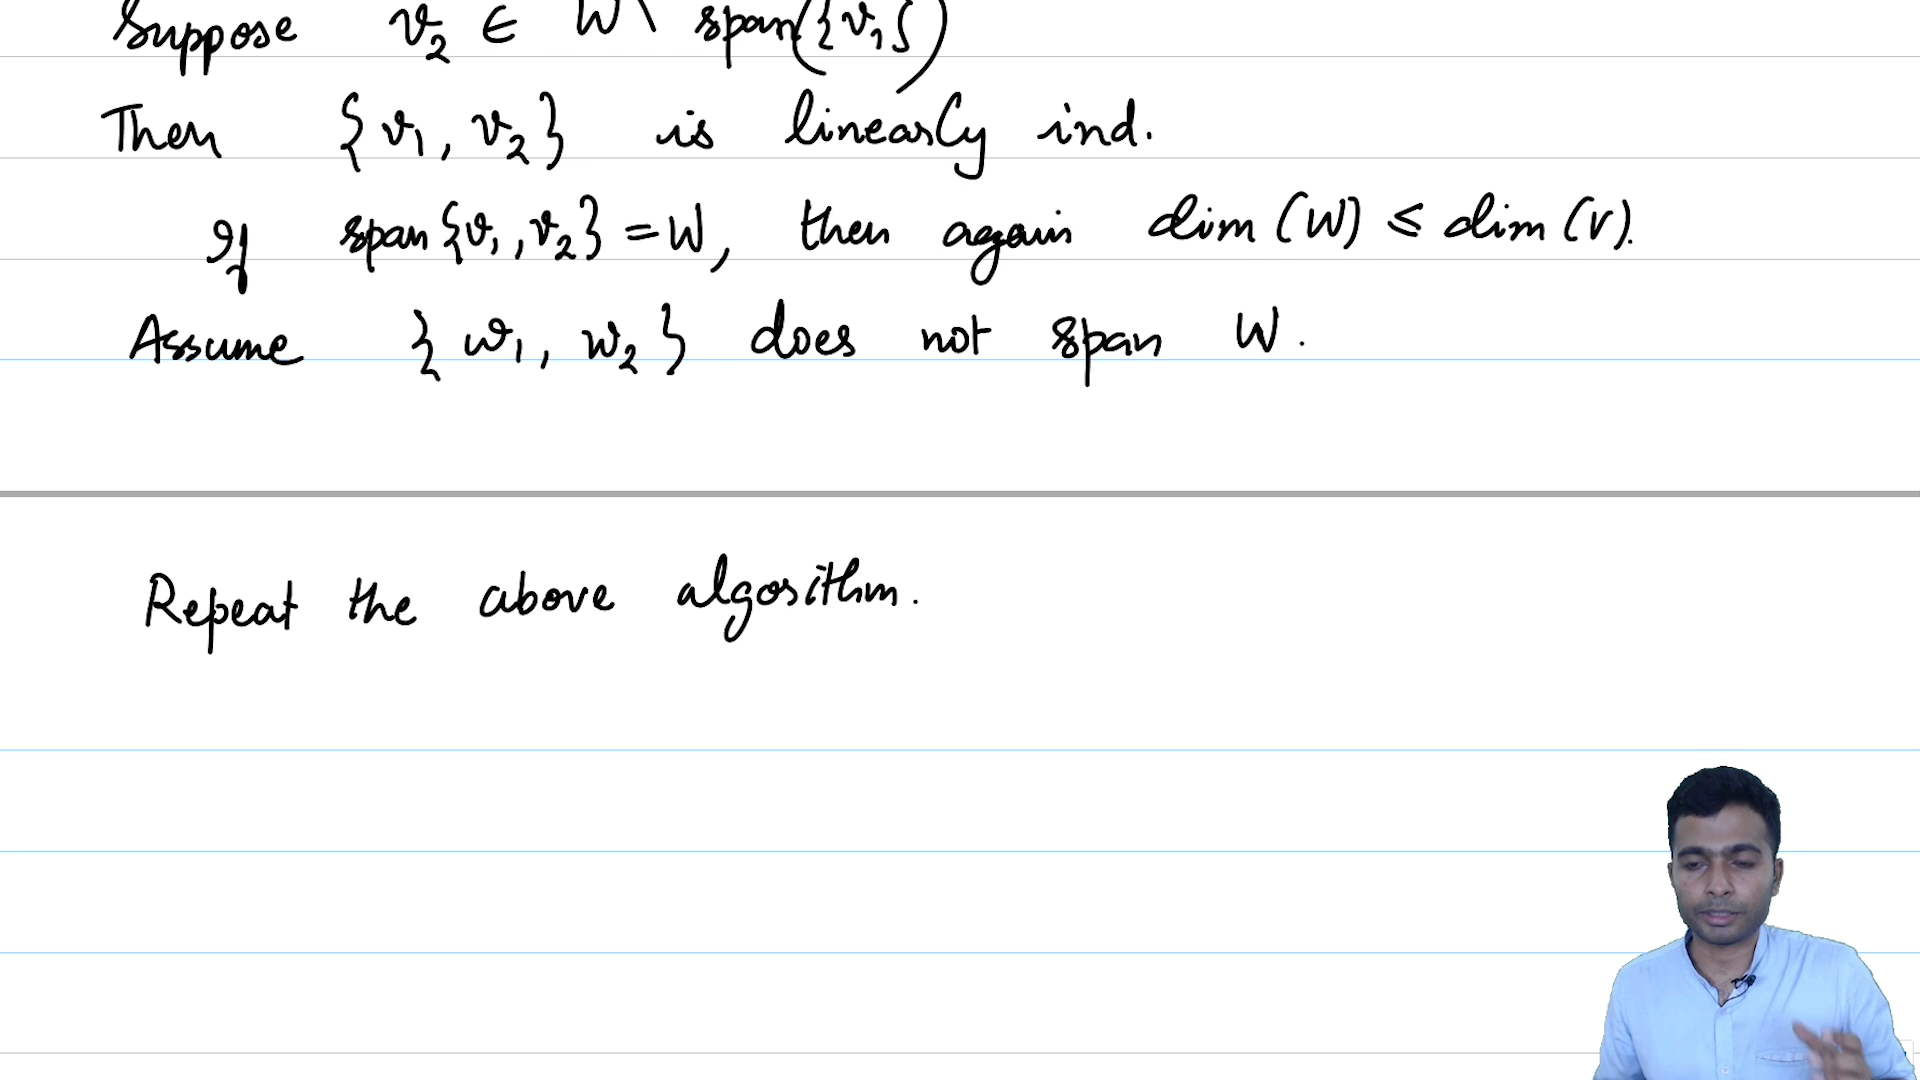 Suppose v₂ ∈ W \ span({v₁})
Then {v₁, v₂} is linearly ind.
If span{v₁, v₂} = W, then again dim (W) ≤ dim (V).
Assume { w₁, w₂ } does not span W.
Repeat the above algorithm.